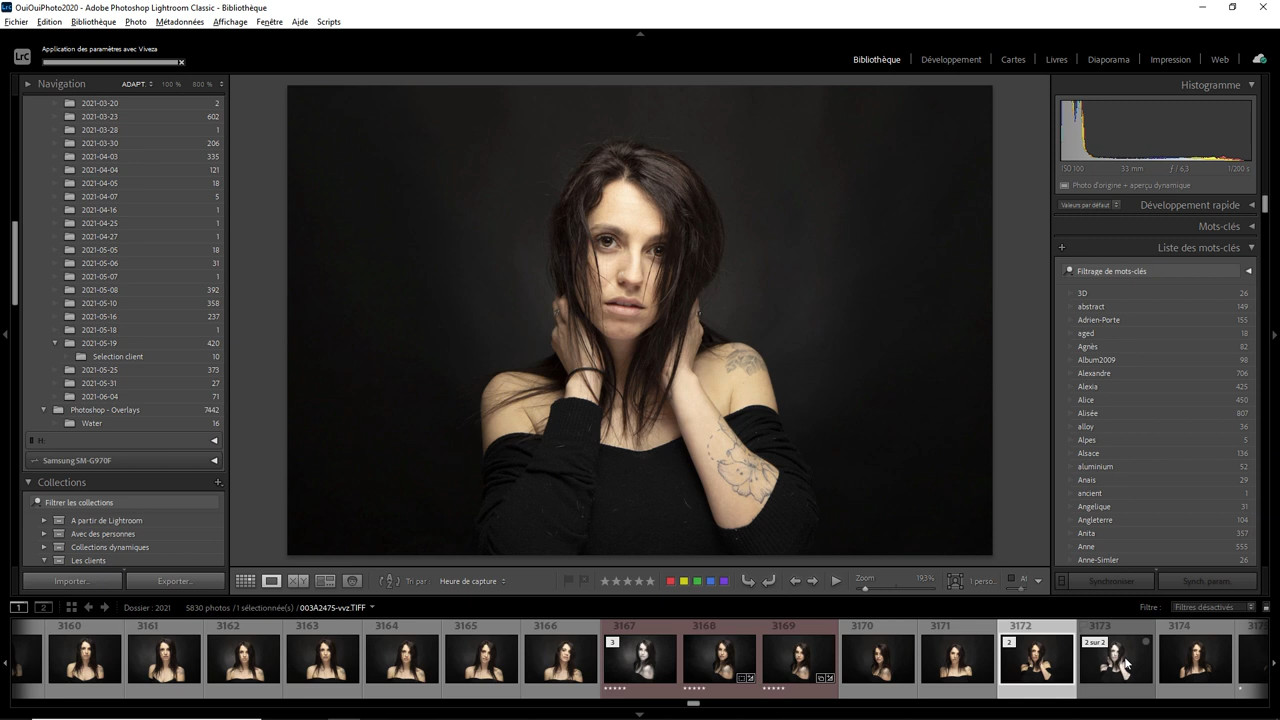 OuiOuiPhoto2020 - Adobe Photoshop Lightroom Classic - Bibliothèque
Fichier Edition Bibliothèque Photo Métadonnées Affichage Fenêtre Aide Scripts
LrC
Application des paramètres avec Viveza
Bibliothèque | Développement | Cartes | Livres | Diaporama | Impression | Web
Navigation ADAPT. 100 % 800 %
2021-03-20 2
2021-03-23 602
2021-03-28 1
2021-03-30 206
2021-04-03 335
2021-04-04 121
2021-04-05 18
2021-04-07 5
2021-04-16 1
2021-04-25 1
2021-04-27 1
2021-05-05 18
2021-05-06 31
2021-05-07 1
2021-05-08 392
2021-05-10 358
2021-05-16 237
2021-05-18 1
2021-05-19 420
Selection client 10
2021-05-25 373
2021-05-31 27
2021-06-04 71
Photoshop - Overlays 7442
Water 16
H:
Samsung SM-G970F
Collections
Filtrer les collections
A partir de Lightroom
Avec des personnes
Collections dynamiques
Les clients
Importer... Exporter...
Histogramme
ISO 100 33 mm ƒ / 6,3 1/200 s
Photo d'origine + aperçu dynamique
Valeurs par défaut Développement rapide
Mots-clés
Liste des mots-clés
Filtrage de mots-clés
3D 26
abstract 149
Adrien-Porte 155
aged 18
Agnès 82
Album2009 98
Alexandre 706
Alexia 425
Alice 450
Alisée 807
alloy 36
Alpes 5
Alsace 136
aluminium 52
Anais 29
ancient 1
Angelique 31
Angleterre 104
Anita 357
Anne 555
Anne-Simler 26
Synchroniser Synch. param.
Tri par : Heure de capture
Zoom 19,3% 1 perso... AI
1 2 Dossier : 2021 5830 photos /1 sélectionnée(s) / 003A2475-vvz.TIFF
Filtre : Filtres désactivés
3160 3161 3162 3163 3164 3165 3166 3167 3168 3169 3170 3171 3172 3173 3174
3 2 2 sur 2